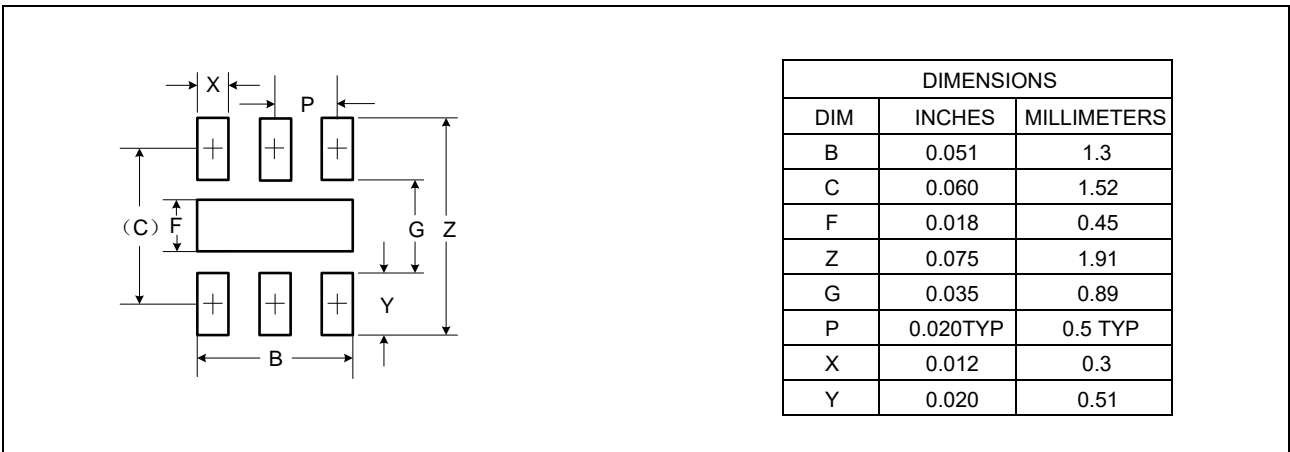 X
P
(C)
F
G
Z
Y
B
DIMENSIONS
DIM INCHES MILLIMETERS
B 0.051 1.3
C 0.060 1.52
F 0.018 0.45
Z 0.075 1.91
G 0.035 0.89
P 0.020TYP 0.5 TYP
X 0.012 0.3
Y 0.020 0.51